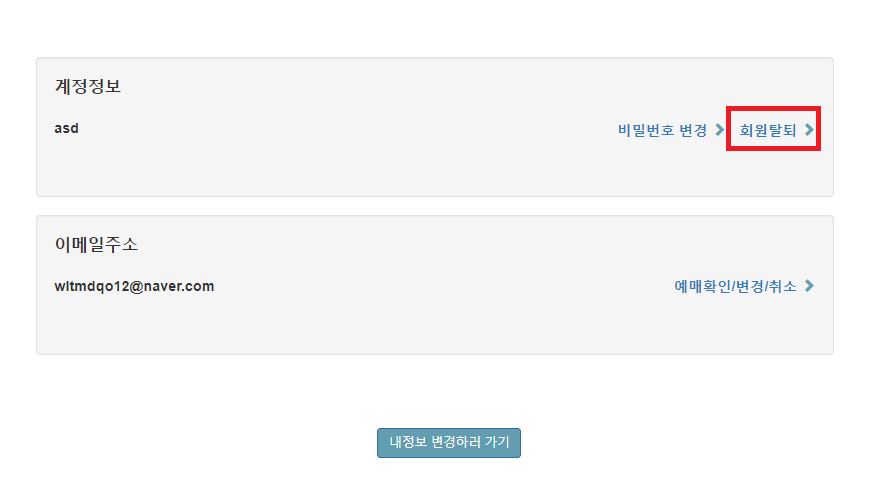 계정정보
asd 비밀번호 변경 회원탈퇴
이메일주소
wltmdqo12@naver.com 예매확인/변경/취소
내정보 변경하러 가기